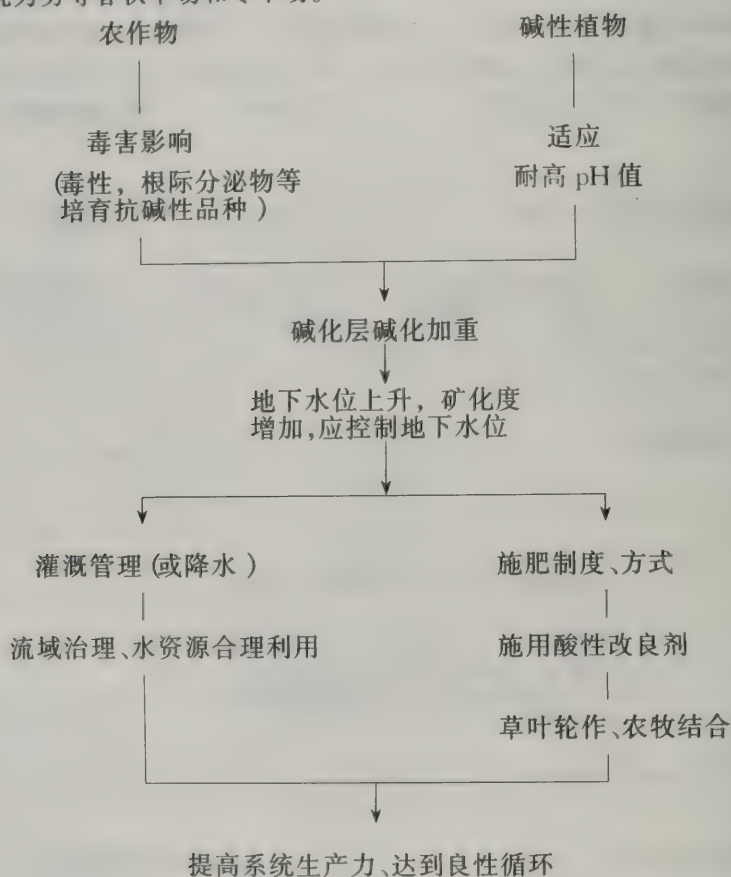 农作物
碱性植物
毒害影响
(毒性，根际分泌物等
培育抗碱性品种)
适应
耐高 pH 值
碱化层碱化加重
地下水位上升，矿化度
增加,应控制地下水位
灌溉管理(或降水)
施肥制度、方式
流域治理、水资源合理利用
施用酸性改良剂
草叶轮作、农牧结合
提高系统生产力、达到良性循环